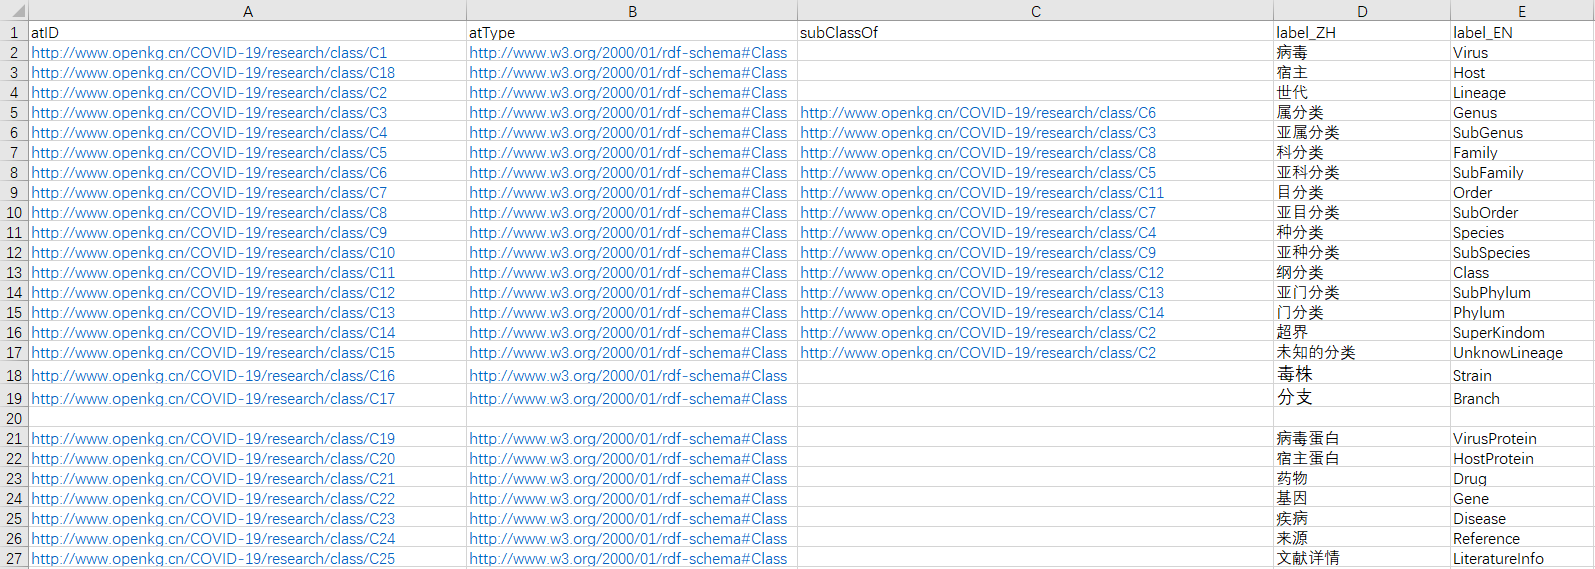 A B C D E
1 atID atType subClassOf label_ZH label_EN
2 http://www.openkg.cn/COVID-19/research/class/C1 http://www.w3.org/2000/01/rdf-schema#Class 病毒 Virus
3 http://www.openkg.cn/COVID-19/research/class/C18 http://www.w3.org/2000/01/rdf-schema#Class 宿主 Host
4 http://www.openkg.cn/COVID-19/research/class/C2 http://www.w3.org/2000/01/rdf-schema#Class 世代 Lineage
5 http://www.openkg.cn/COVID-19/research/class/C3 http://www.w3.org/2000/01/rdf-schema#Class http://www.openkg.cn/COVID-19/research/class/C6 属分类 Genus
6 http://www.openkg.cn/COVID-19/research/class/C4 http://www.w3.org/2000/01/rdf-schema#Class http://www.openkg.cn/COVID-19/research/class/C3 亚属分类 SubGenus
7 http://www.openkg.cn/COVID-19/research/class/C5 http://www.w3.org/2000/01/rdf-schema#Class http://www.openkg.cn/COVID-19/research/class/C8 科分类 Family
8 http://www.openkg.cn/COVID-19/research/class/C6 http://www.w3.org/2000/01/rdf-schema#Class http://www.openkg.cn/COVID-19/research/class/C5 亚科分类 SubFamily
9 http://www.openkg.cn/COVID-19/research/class/C7 http://www.w3.org/2000/01/rdf-schema#Class http://www.openkg.cn/COVID-19/research/class/C11 目分类 Order
10 http://www.openkg.cn/COVID-19/research/class/C8 http://www.w3.org/2000/01/rdf-schema#Class http://www.openkg.cn/COVID-19/research/class/C7 亚目分类 SubOrder
11 http://www.openkg.cn/COVID-19/research/class/C9 http://www.w3.org/2000/01/rdf-schema#Class http://www.openkg.cn/COVID-19/research/class/C4 种分类 Species
12 http://www.openkg.cn/COVID-19/research/class/C10 http://www.w3.org/2000/01/rdf-schema#Class http://www.openkg.cn/COVID-19/research/class/C9 亚种分类 SubSpecies
13 http://www.openkg.cn/COVID-19/research/class/C11 http://www.w3.org/2000/01/rdf-schema#Class http://www.openkg.cn/COVID-19/research/class/C12 纲分类 Class
14 http://www.openkg.cn/COVID-19/research/class/C12 http://www.w3.org/2000/01/rdf-schema#Class http://www.openkg.cn/COVID-19/research/class/C13 亚门分类 SubPhylum
15 http://www.openkg.cn/COVID-19/research/class/C13 http://www.w3.org/2000/01/rdf-schema#Class http://www.openkg.cn/COVID-19/research/class/C14 门分类 Phylum
16 http://www.openkg.cn/COVID-19/research/class/C14 http://www.w3.org/2000/01/rdf-schema#Class http://www.openkg.cn/COVID-19/research/class/C2 超界 SuperKindom
17 http://www.openkg.cn/COVID-19/research/class/C15 http://www.w3.org/2000/01/rdf-schema#Class http://www.openkg.cn/COVID-19/research/class/C2 未知的分类 UnknowLineage
18 http://www.openkg.cn/COVID-19/research/class/C16 http://www.w3.org/2000/01/rdf-schema#Class 毒株 Strain
19 http://www.openkg.cn/COVID-19/research/class/C17 http://www.w3.org/2000/01/rdf-schema#Class 分支 Branch
20
21 http://www.openkg.cn/COVID-19/research/class/C19 http://www.w3.org/2000/01/rdf-schema#Class 病毒蛋白 VirusProtein
22 http://www.openkg.cn/COVID-19/research/class/C20 http://www.w3.org/2000/01/rdf-schema#Class 宿主蛋白 HostProtein
23 http://www.openkg.cn/COVID-19/research/class/C21 http://www.w3.org/2000/01/rdf-schema#Class 药物 Drug
24 http://www.openkg.cn/COVID-19/research/class/C22 http://www.w3.org/2000/01/rdf-schema#Class 基因 Gene
25 http://www.openkg.cn/COVID-19/research/class/C23 http://www.w3.org/2000/01/rdf-schema#Class 疾病 Disease
26 http://www.openkg.cn/COVID-19/research/class/C24 http://www.w3.org/2000/01/rdf-schema#Class 来源 Reference
27 http://www.openkg.cn/COVID-19/research/class/C25 http://www.w3.org/2000/01/rdf-schema#Class 文献详情 LiteratureInfo